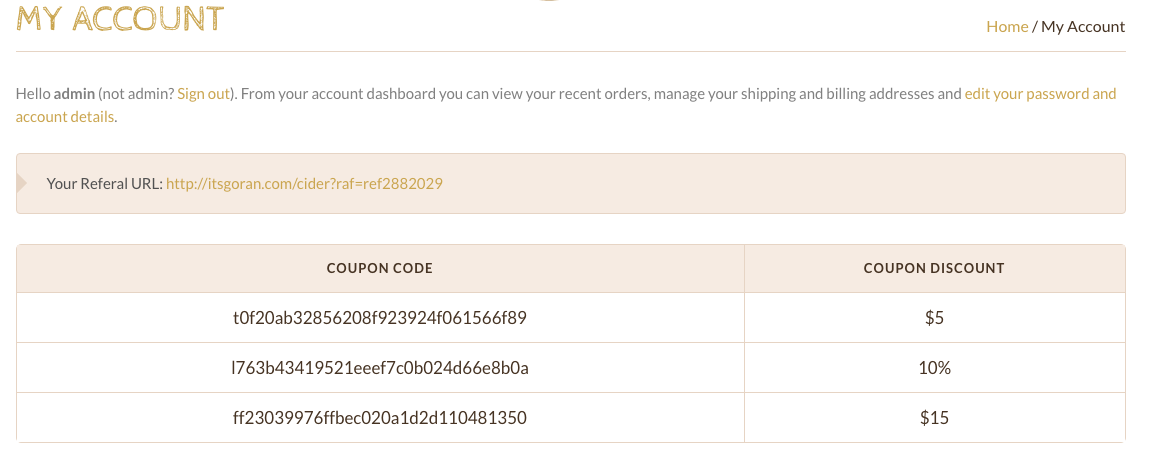 MY ACCOUNT
Home / My Account
Hello admin (not admin? Sign out). From your account dashboard you can view your recent orders, manage your shipping and billing addresses and edit your password and
account details.
Your Referal URL: http://itsgoran.com/cider?raf=ref2882029
COUPON CODE COUPON DISCOUNT
t0f20ab32856208f923924f061566f89 $5
l763b43419521eeef7c0b024d66e8b0a 10%
ff23039976ffbec020a1d2d110481350 $15